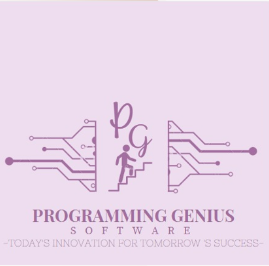 PG
PROGRAMMING GENIUS
SOFTWARE
~TODAY'S INNOVATION FOR TOMORROW'S SUCCESS~